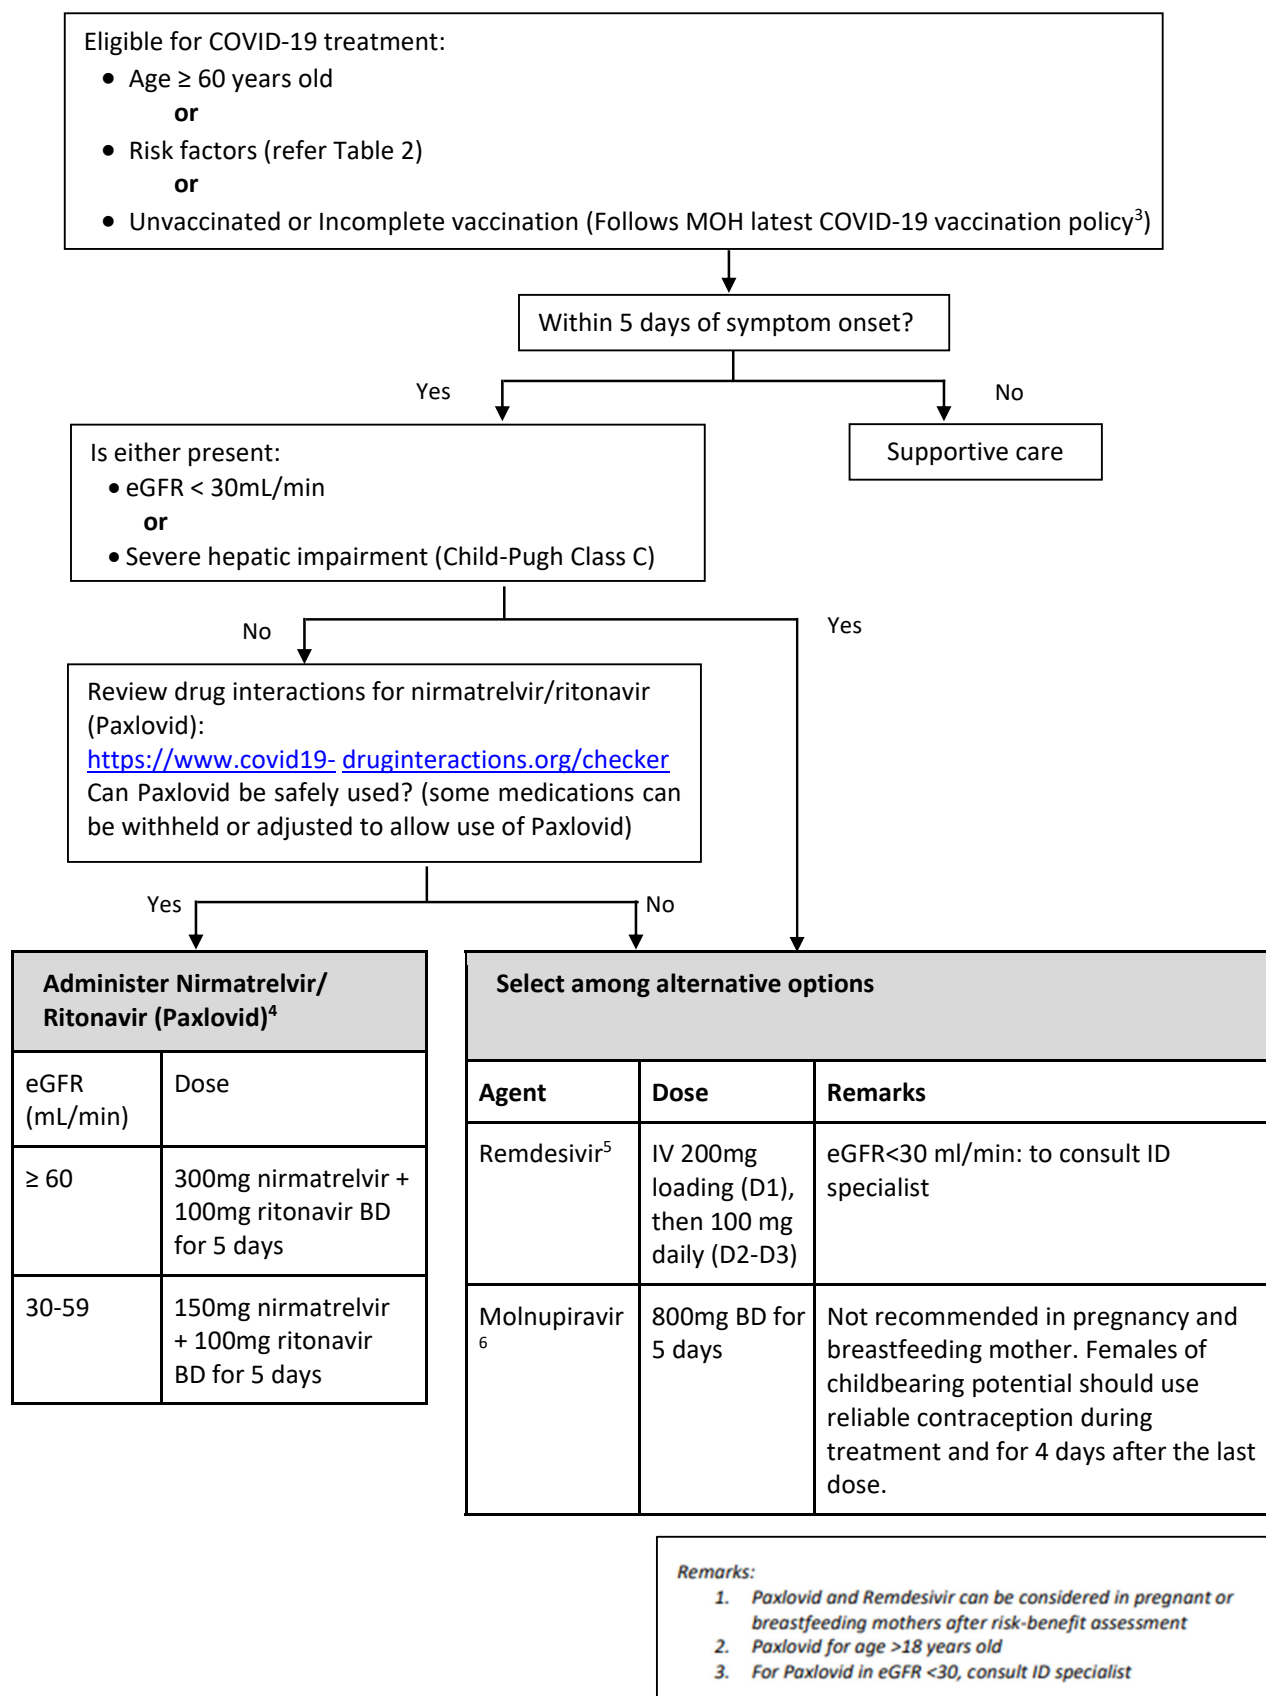 Eligible for COVID-19 treatment:
• Age ≥ 60 years old
or
• Risk factors (refer Table 2)
or
• Unvaccinated or Incomplete vaccination (Follows MOH latest COVID-19 vaccination policy3)
Within 5 days of symptom onset?
Yes
No
Is either present:
• eGFR < 30mL/min
or
• Severe hepatic impairment (Child-Pugh Class C)
Supportive care
No
Yes
Review drug interactions for nirmatrelvir/ritonavir
(Paxlovid):
https://www.covid19- druginteractions.org/checker
Can Paxlovid be safely used? (some medications can
be withheld or adjusted to allow use of Paxlovid)
Yes
No
Administer Nirmatrelvir/
Ritonavir (Paxlovid)4
eGFR
(mL/min)
Dose
≥ 60
300mg nirmatrelvir +
100mg ritonavir BD
for 5 days
30-59
150mg nirmatrelvir
+ 100mg ritonavir
BD for 5 days
Select among alternative options
Agent
Dose
Remarks
Remdesivir5
IV 200mg
loading (D1),
then 100 mg
daily (D2-D3)
eGFR<30 ml/min: to consult ID
specialist
Molnupiravir
6
800mg BD for
5 days
Not recommended in pregnancy and
breastfeeding mother. Females of
childbearing potential should use
reliable contraception during
treatment and for 4 days after the last
dose.
Remarks:
1. Paxlovid and Remdesivir can be considered in pregnant or
breastfeeding mothers after risk-benefit assessment
2. Paxlovid for age >18 years old
3. For Paxlovid in eGFR <30, consult ID specialist